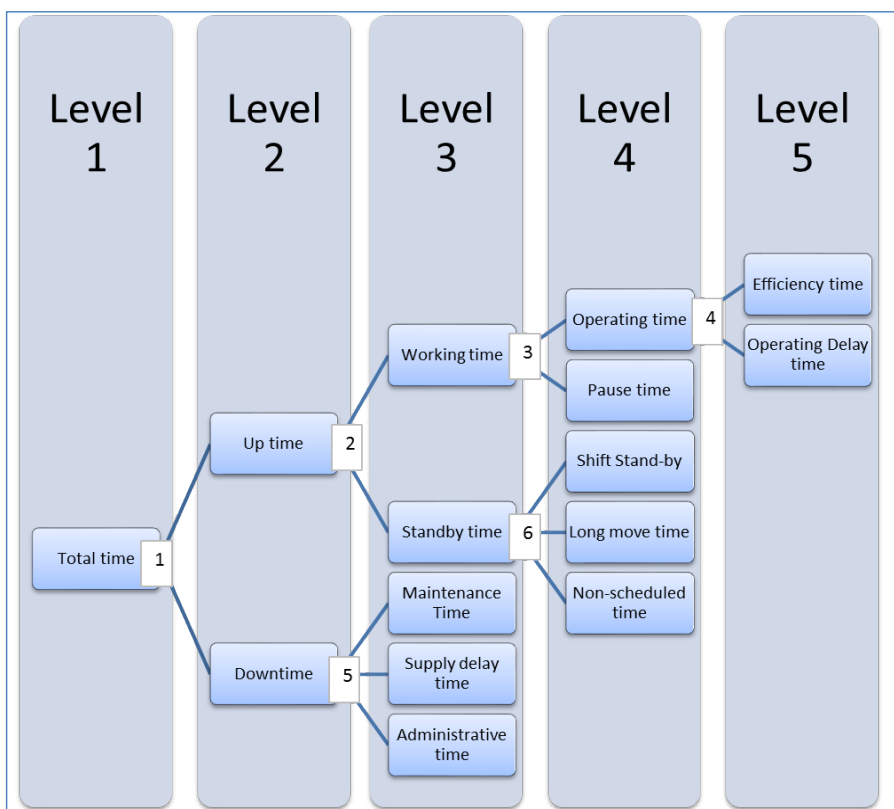 Level
1
Level
2
Level
3
Level
4
Level
5
Total time
1
Up time
2
Downtime
5
Working time
3
Standby time
6
Maintenance
Time
Supply delay
time
Administrative
time
Operating time
4
Pause time
Shift Stand-by
Long move time
Non-scheduled
time
Efficiency time
Operating Delay
time